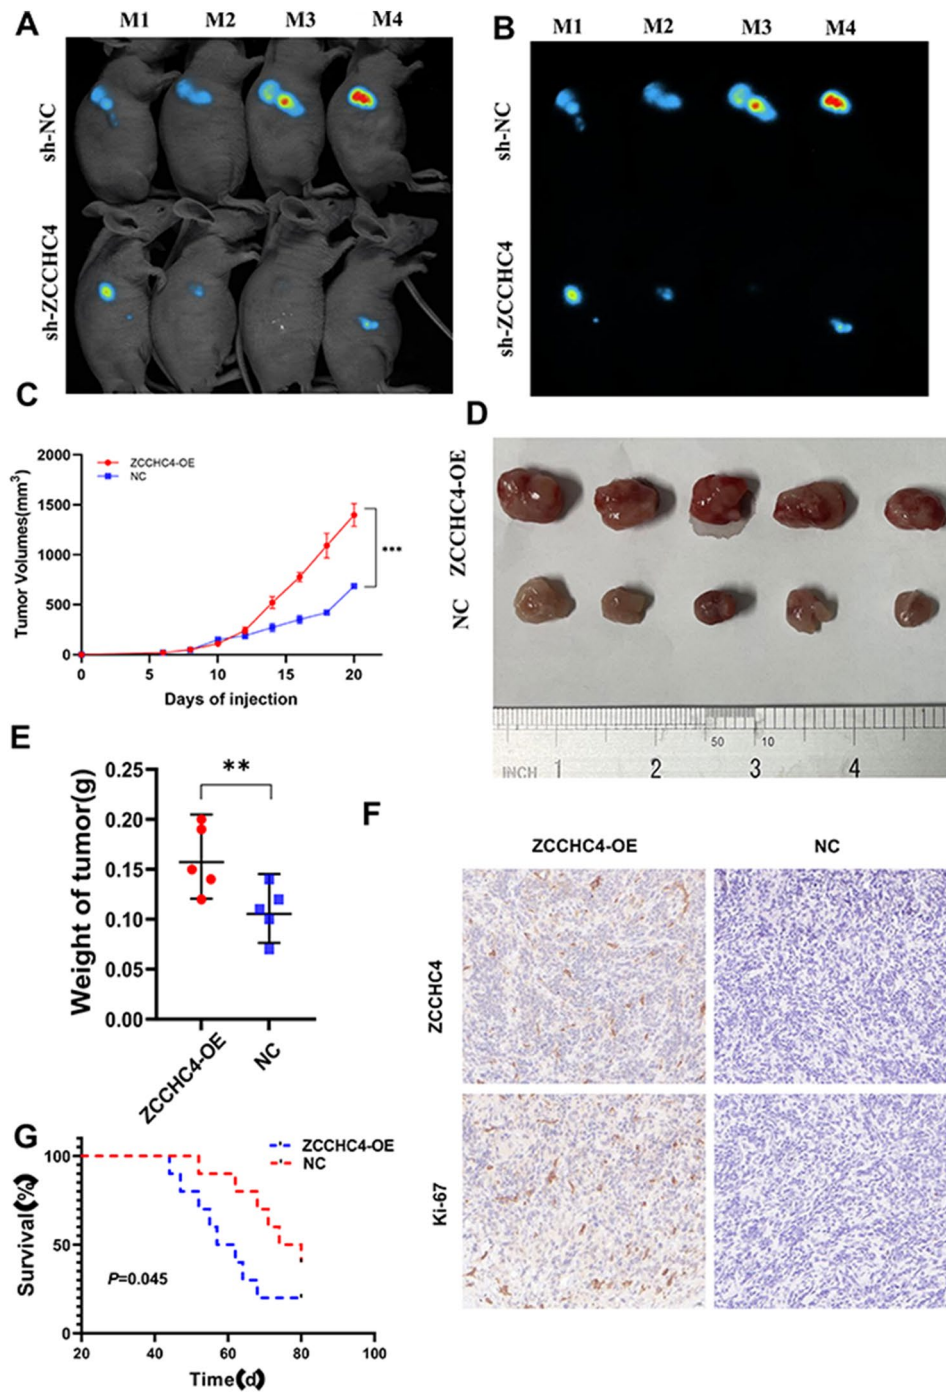 A
M1 M2 M3 M4
sh-NC
sh-ZCCHC4
B
M1 M2 M3 M4
sh-NC
sh-ZCCHC4
C
ZCCHC4-OE
NC
Tumor Volumes(mm³)
2000
1500
1000
500
0
***
0 5 10 15 20
Days of injection
D
ZCCHC4-OE
NC
50 10
INCH 1 2 3 4
E
Weight of tumor(g)
0.25
0.20
0.15
0.10
0.05
0.00
**
ZCCHC4-OE
NC
F
ZCCHC4-OE NC
ZCCHC4
Ki-67
G
ZCCHC4-OE
NC
Survival(%)
100
50
0
P=0.045
20 40 60 80 100
Time(d)